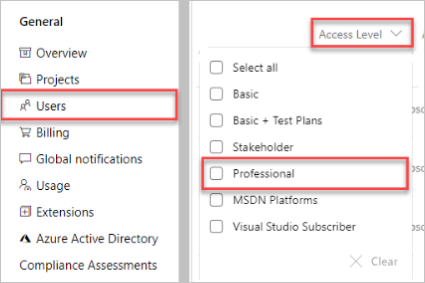 General
Overview
Projects
Users
Billing
Global notifications
Usage
Extensions
Azure Active Directory
Compliance Assessments
Access Level
Select all
Basic
Basic + Test Plans
Stakeholder
Professional
MSDN Platforms
Visual Studio Subscriber
Clear